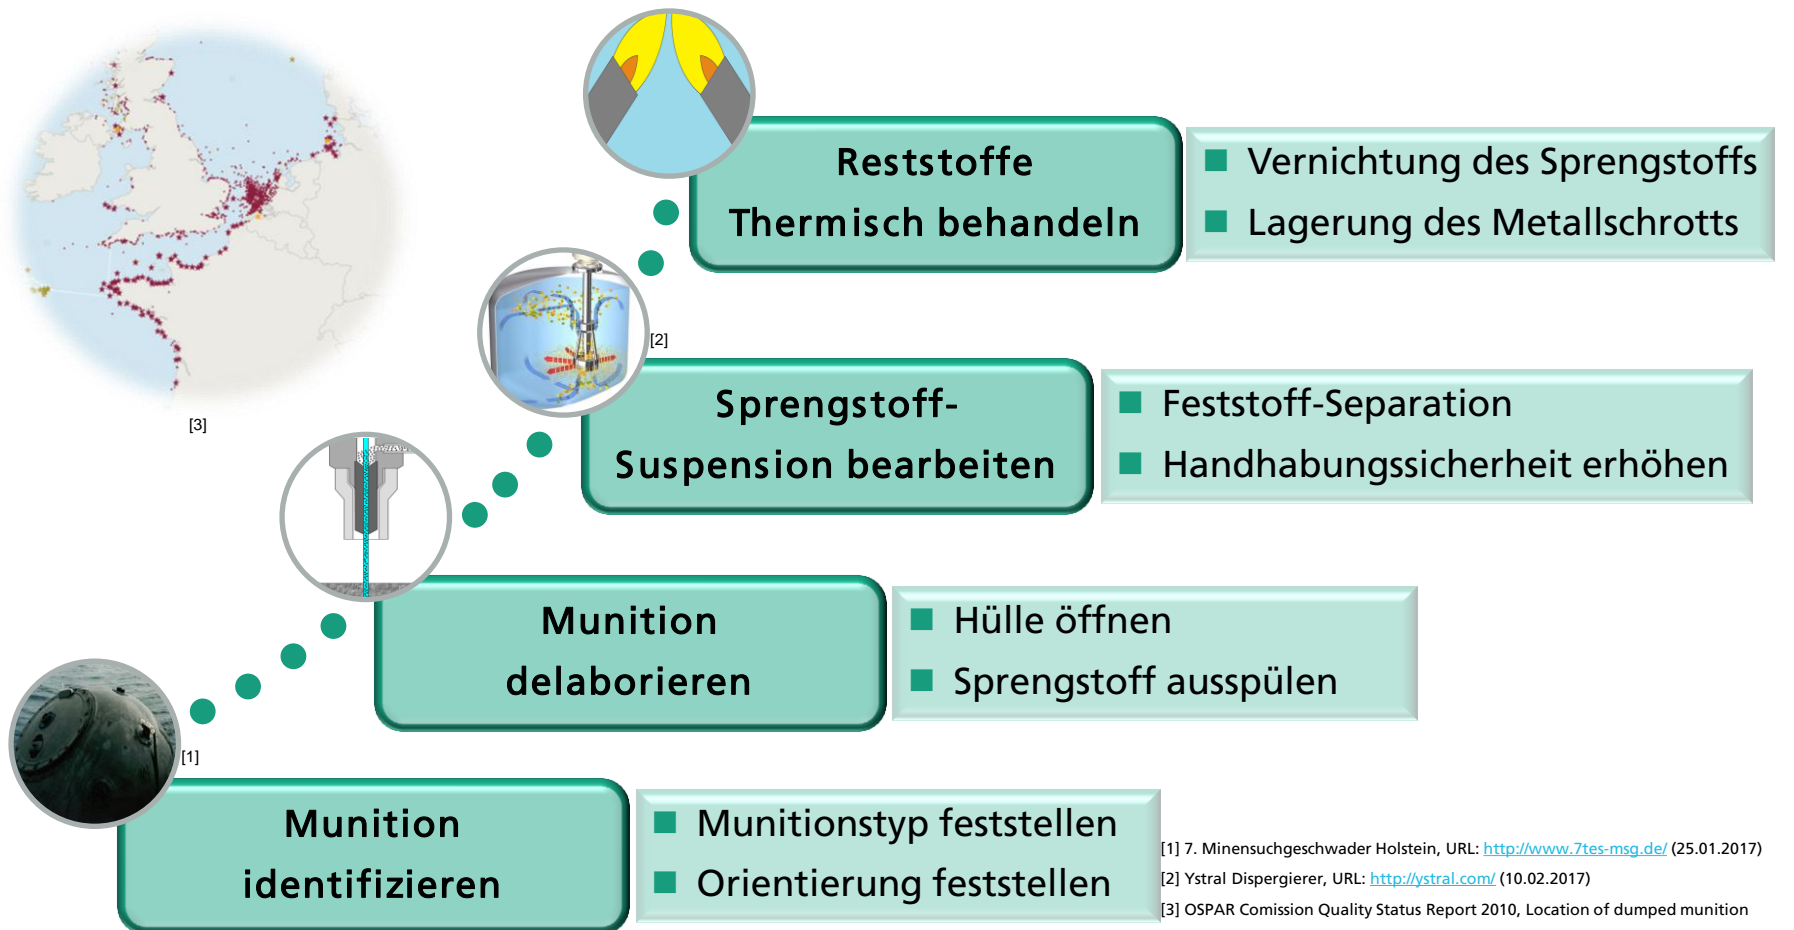 Reststoffe
Thermisch behandeln
Vernichtung des Sprengstoffs
Lagerung des Metallschrotts
[2]
Sprengstoff-
Suspension bearbeiten
Feststoff-Separation
Handhabungssicherheit erhöhen
[3]
Munition
delaborieren
Hülle öffnen
Sprengstoff ausspülen
[1]
Munition
identifizieren
Munitionstyp feststellen
Orientierung feststellen
[1] 7. Minensuchgeschwader Holstein, URL: http://www.7tes-msg.de/ (25.01.2017)
[2] Ystral Dispergierer, URL: http://ystral.com/ (10.02.2017)
[3] OSPAR Comission Quality Status Report 2010, Location of dumped munition